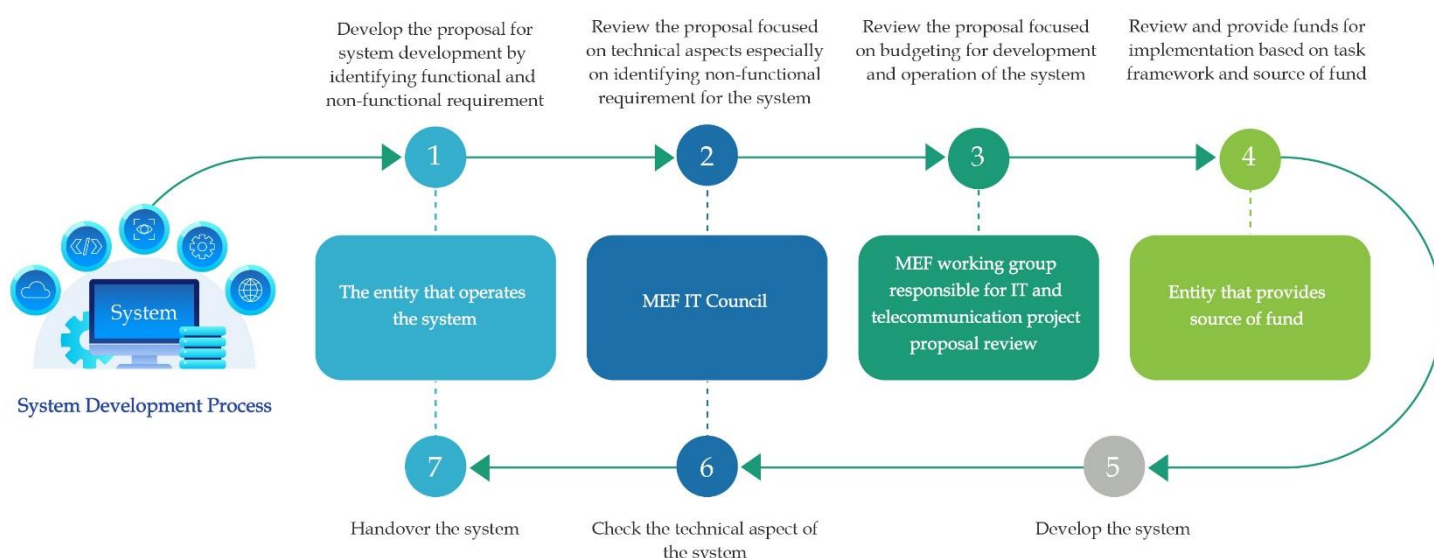 Develop the proposal for
system development by
identifying functional and
non-functional requirement
Review the proposal focused
on technical aspects especially
on identifying non-functional
requirement for the system
Review the proposal focused
on budgeting for development
and operation of the system
Review and provide funds for
implementation based on task
framework and source of fund
1
2
3
4
</>
System
System Development Process
The entity that operates
the system
MEF IT Council
MEF working group
responsible for IT and
telecommunication project
proposal review
Entity that provides
source of fund
7
6
5
Handover the system
Check the technical aspect of
the system
Develop the system